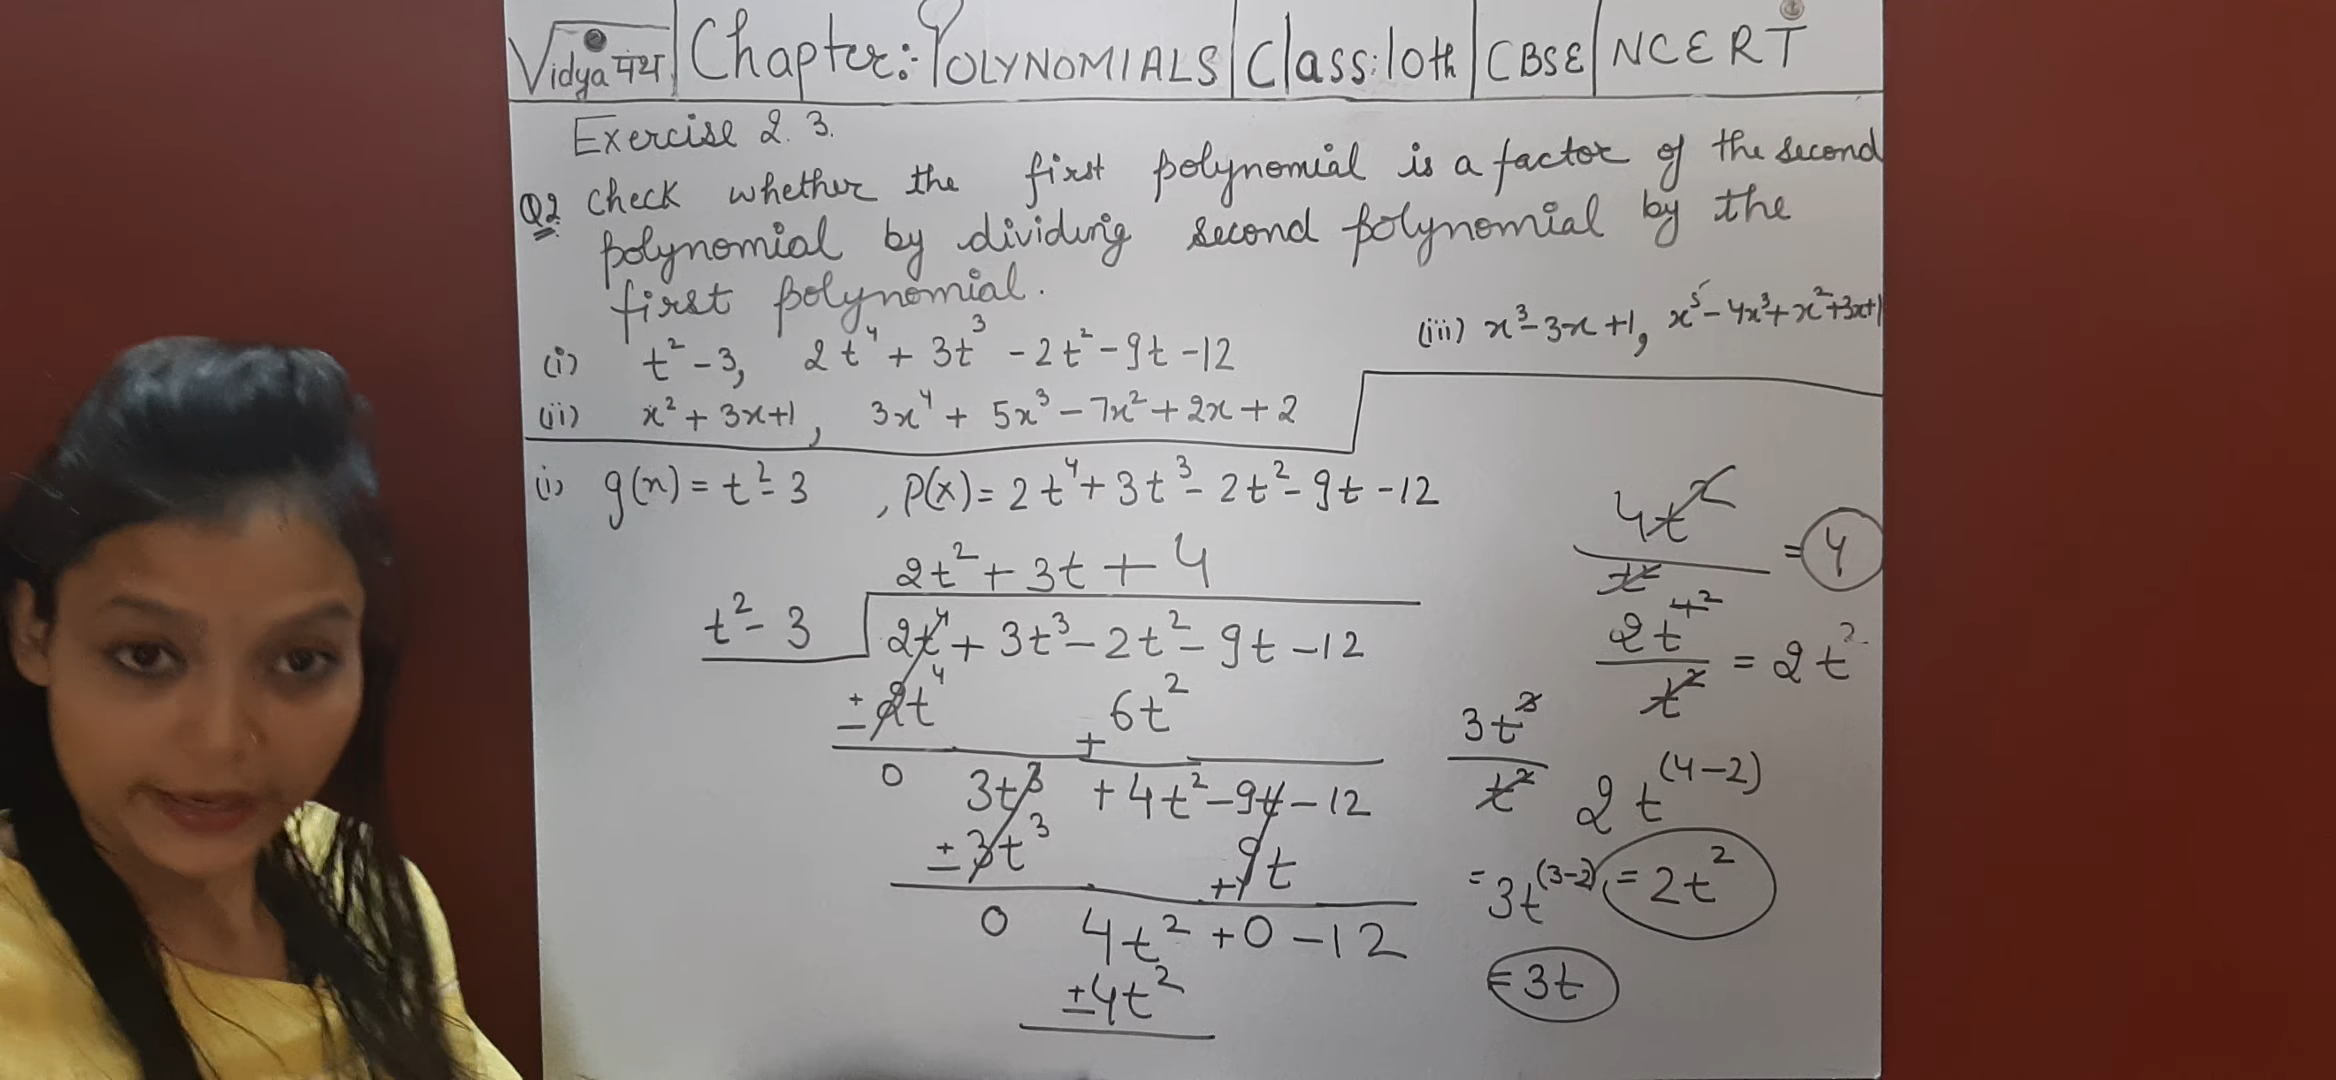 Vidya पथ | Chapter:- POLYNOMIALS | Class:10th | CBSE | NCERT
Exercise 2.3.
Q2 Check whether the first polynomial is a factor of the second
polynomial by dividing second polynomial by the
first polynomial.
(i) t² - 3, 2t⁴ + 3t³ - 2t² - 9t - 12
(iii) x³ - 3x + 1, x⁵ - 4x³ + x² + 3x + 1
(ii) x² + 3x + 1, 3x⁴ + 5x³ - 7x² + 2x + 2
(i) g(x) = t² - 3 , P(x) = 2t⁴ + 3t³ - 2t² - 9t - 12
2t² + 3t + 4
t² - 3 2t⁴ + 3t³ - 2t² - 9t - 12
± 2t⁴ + 6t²
0 3t³ + 4t² - 9t - 12
± 3t³ + 9t
0 4t² + 0 - 12
± 4t²
4t²
t²
= 4
2t⁴ ²
t²
= 2t²
3t³
t²
2t(4-2)
= 3t(3-2)
= 2t²
= 3t